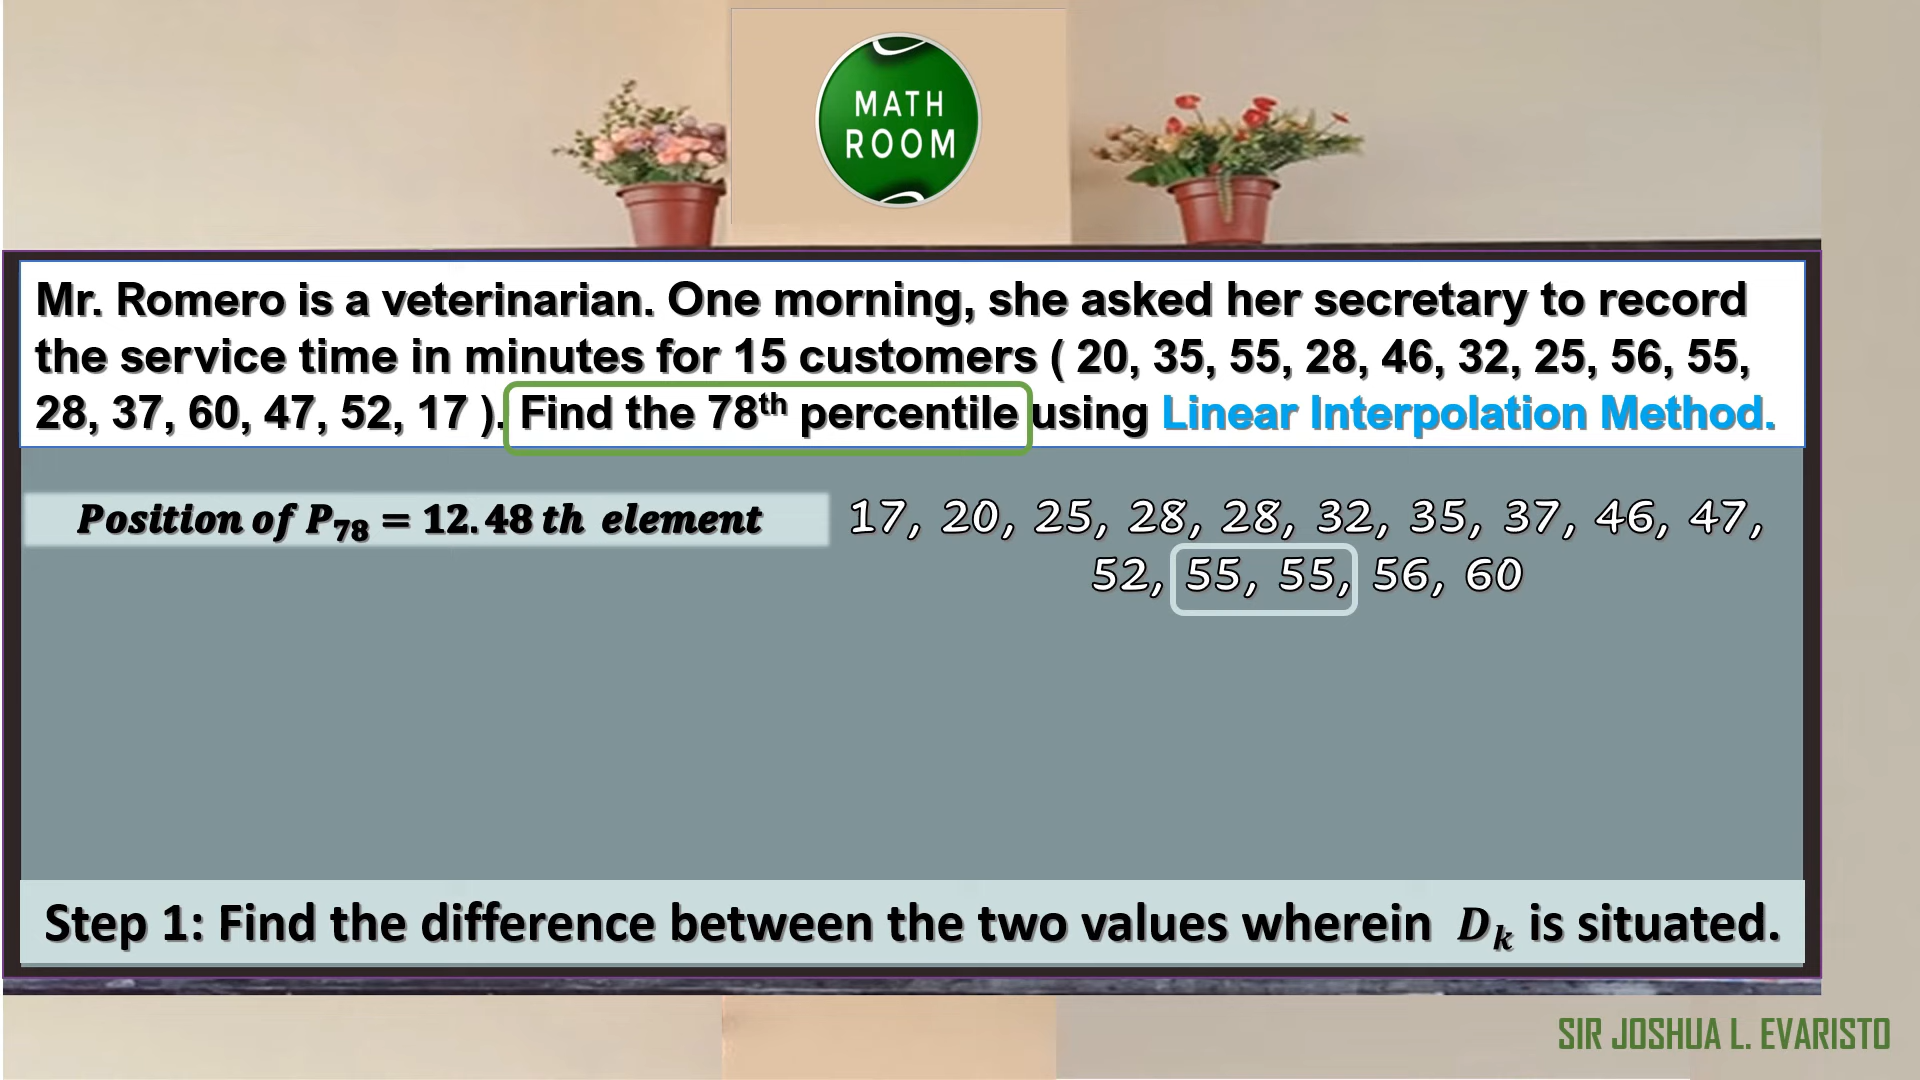 MATH
ROOM
Mr. Romero is a veterinarian. One morning, she asked her secretary to record
the service time in minutes for 15 customers ( 20, 35, 55, 28, 46, 32, 25, 56, 55,
28, 37, 60, 47, 52, 17 ). Find the 78th percentile using Linear Interpolation Method.
Position of P78 = 12.48 th element
17, 20, 25, 28, 28, 32, 35, 37, 46, 47,
52, 55, 55, 56, 60
Step 1: Find the difference between the two values wherein Dk is situated.
SIR JOSHUA L. EVARISTO